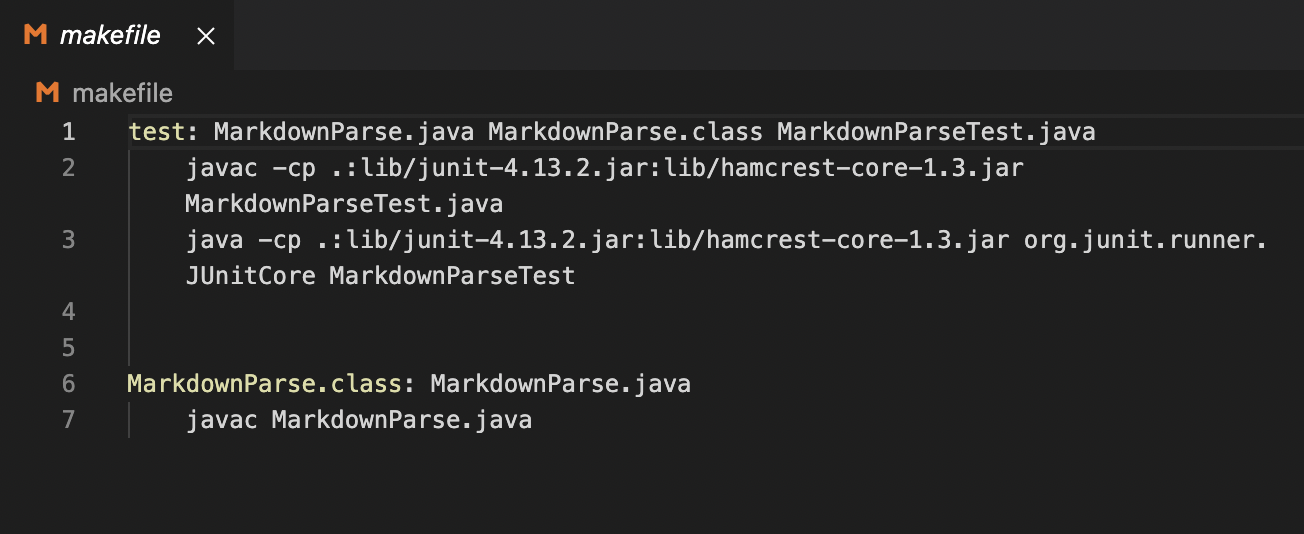 makefile
makefile
1 test: MarkdownParse.java MarkdownParse.class MarkdownParseTest.java
2 javac -cp .:lib/junit-4.13.2.jar:lib/hamcrest-core-1.3.jar
MarkdownParseTest.java
3 java -cp .:lib/junit-4.13.2.jar:lib/hamcrest-core-1.3.jar org.junit.runner.
JUnitCore MarkdownParseTest
4
5
6 MarkdownParse.class: MarkdownParse.java
7 javac MarkdownParse.java